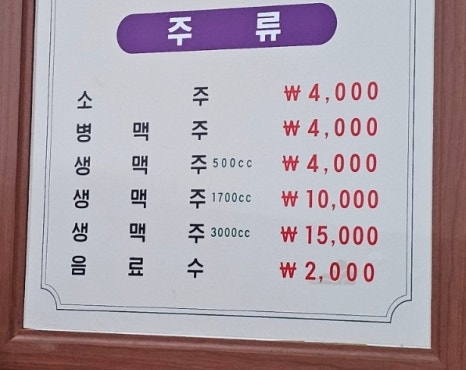 주 류
소 주 ₩ 4,000
병 맥 주 ₩ 4,000
생 맥 주 500cc ₩ 4,000
생 맥 주 1700cc ₩ 10,000
생 맥 주 3000cc ₩ 15,000
음 료 수 ₩ 2,000